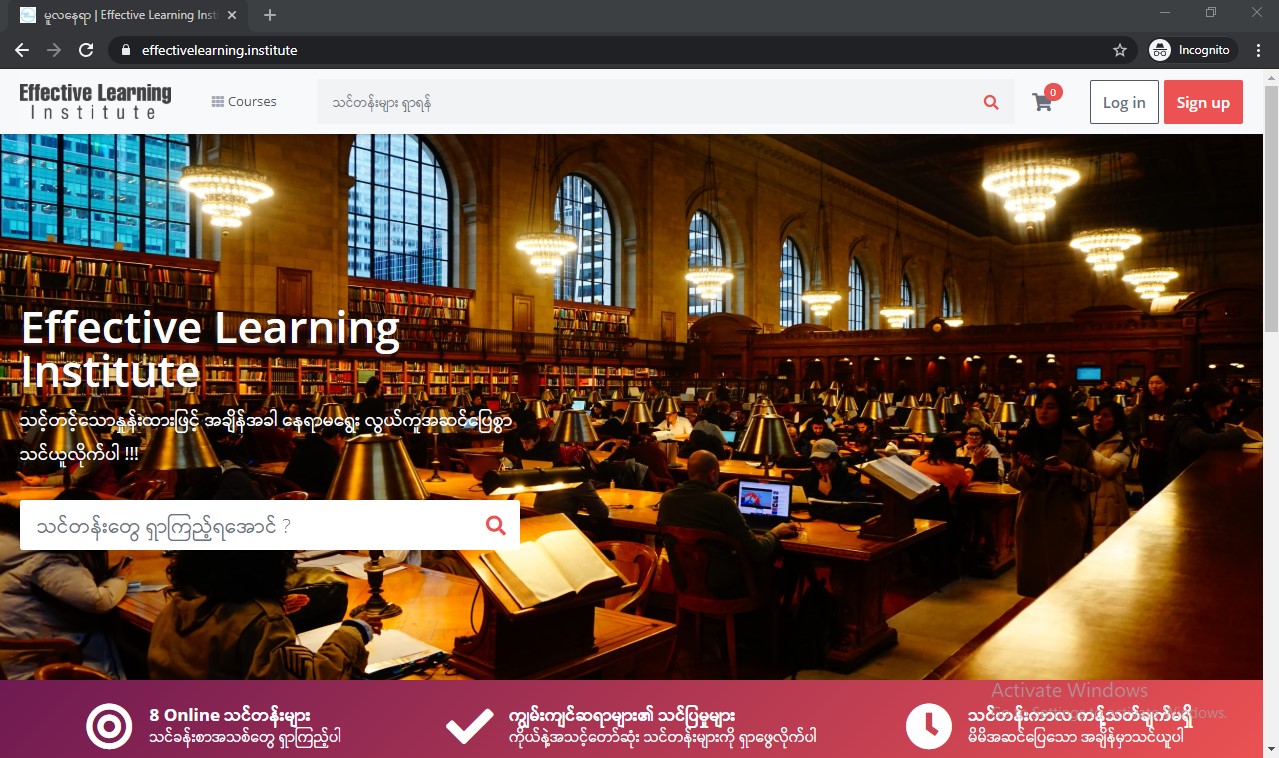 မူလနေရာ | Effective Learning Insti
effectivelearning.institute
Incognito
Effective Learning
Institute
Courses
သင်တန်းများ ရှာရန်
0
Log in
Sign up
Effective Learning
Institute
သင့်တင့်သောနှုန်းထားဖြင့် အချိန်အခါ နေရာမရွေး လွယ်ကူအဆင်ပြေစွာ
သင်ယူလိုက်ပါ !!!
သင်တန်းတွေ ရှာကြည့်ရအောင် ?
Activate Windows
8 Online သင်တန်းများ
သင်ခန်းစာအသစ်တွေ ရှာကြည့်ပါ
ကျွမ်းကျင်ဆရာများ၏ သင်ပြမှုများ
ကိုယ်နဲ့အသင့်တော်ဆုံး သင်တန်းများကို ရှာဖွေလိုက်ပါ
သင်တန်းကာလ ကန့်သတ်ချက်မရှိ
မိမိအဆင်ပြေသော အချိန်မှာသင်ယူပါ